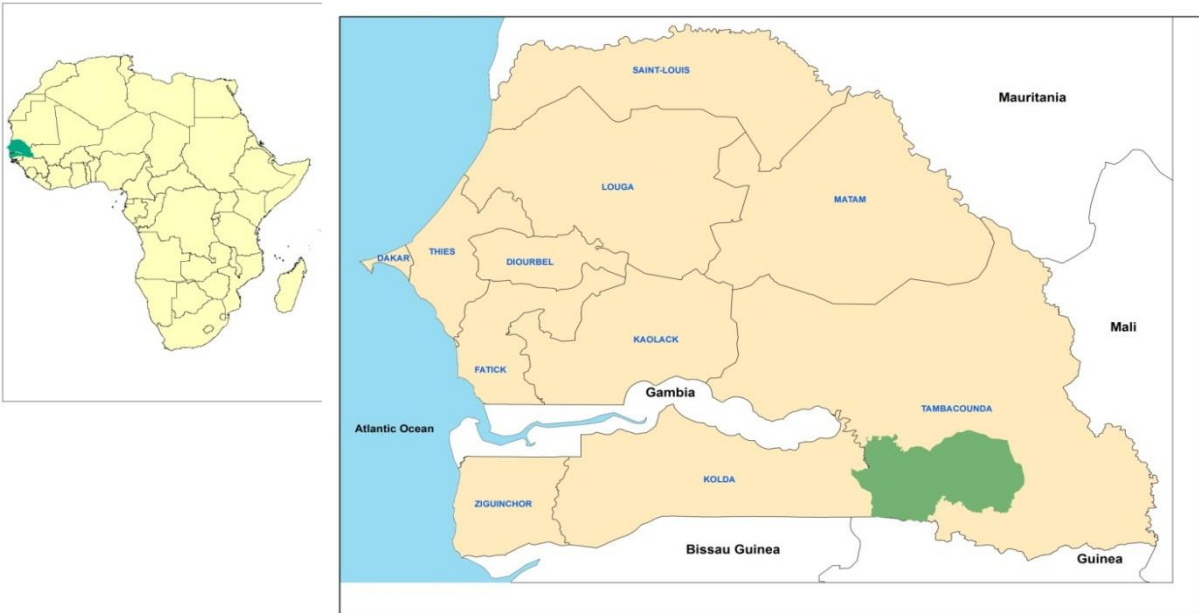 SAINT-LOUIS
Mauritania
LOUGA
MATAM
DAKAR
THIES
DIOURBEL
Mali
KAOLACK
FATICK
Gambia
TAMBACOUNDA
Atlantic Ocean
KOLDA
ZIGUINCHOR
Bissau Guinea
Guinea